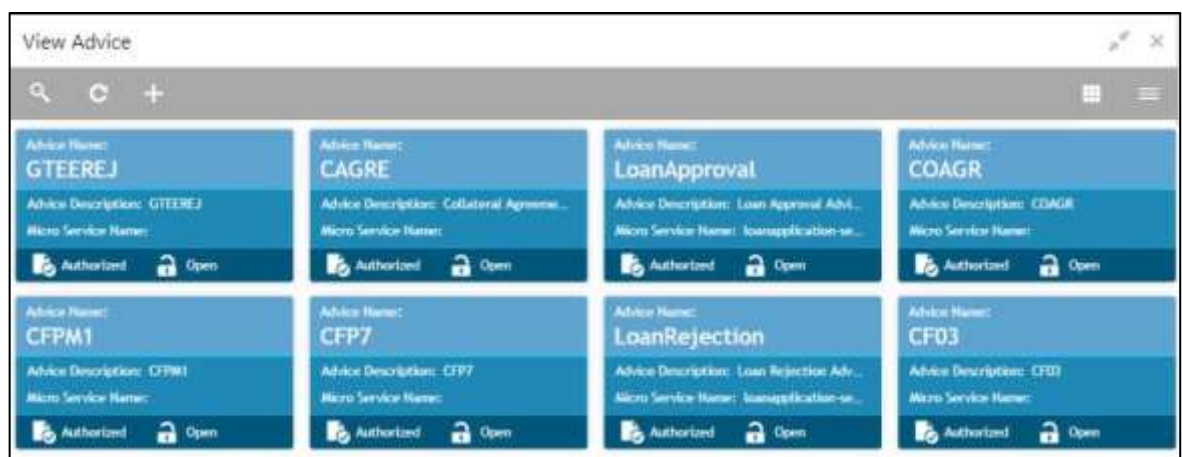 View Advice
Advice Name:
GTEEREJ
Advice Description: GTEEREJ
Micro Service Name:
Authorized Open
Advice Name:
CAGRE
Advice Description: Collateral Agreeme...
Micro Service Name:
Authorized Open
Advice Name:
LoanApproval
Advice Description: Loan Approval Advi...
Micro Service Name: loanapplication-se...
Authorized Open
Advice Name:
COAGR
Advice Description: COAGR
Micro Service Name:
Authorized Open
Advice Name:
CFPM1
Advice Description: CFPM1
Micro Service Name:
Authorized Open
Advice Name:
CFP7
Advice Description: CFP7
Micro Service Name:
Authorized Open
Advice Name:
LoanRejection
Advice Description: Loan Rejection Adv...
Micro Service Name: loanapplication-se...
Authorized Open
Advice Name:
CF03
Advice Description: CF03
Micro Service Name:
Authorized Open